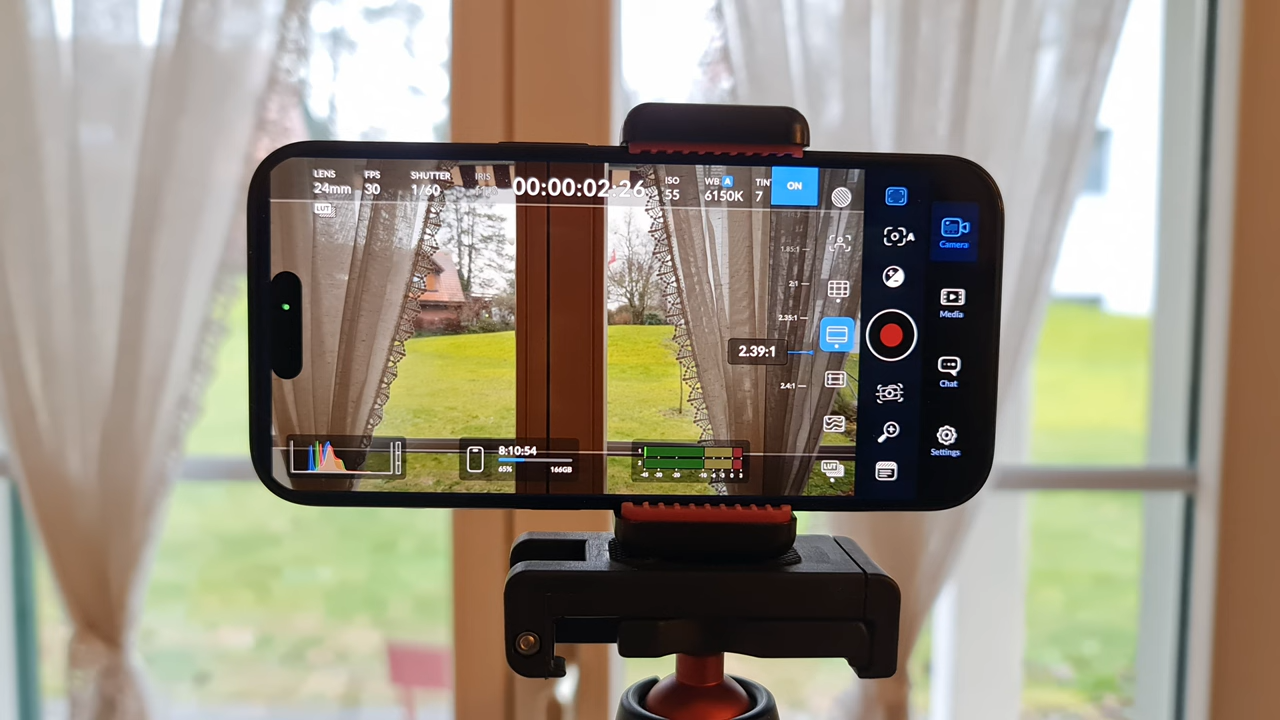 LENS FPS SHUTTER IRIS 00:00:02:26 ISO WB A TINT ON
24mm 30 1/60 55 6150K 7
LUT
A
Camera
1.85:1
2:1
Media
2.35:1
2.39:1
2.4:1
Chat
Settings
8:10:54
65% 166GB
LUT